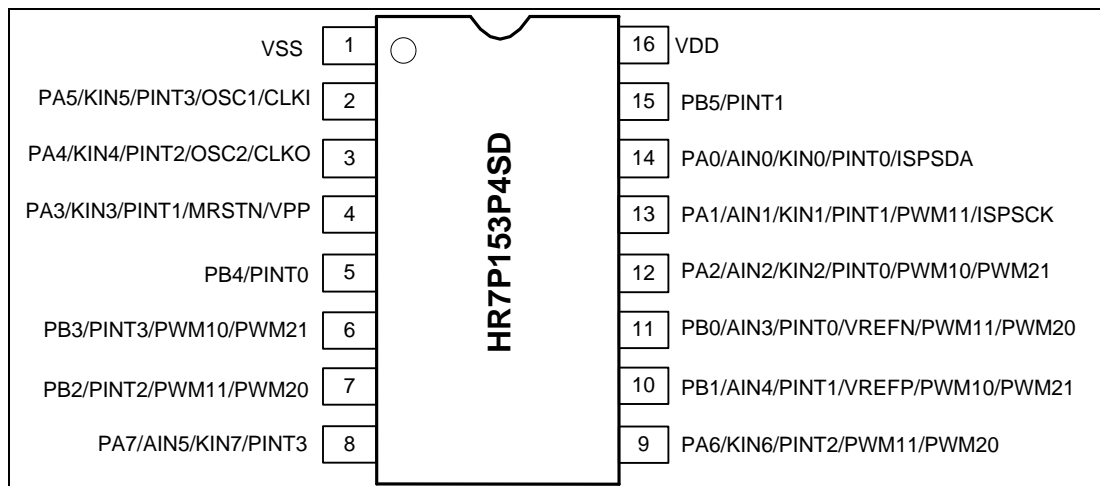 VSS 1
PA5/KIN5/PINT3/OSC1/CLKI 2
PA4/KIN4/PINT2/OSC2/CLKO 3
PA3/KIN3/PINT1/MRSTN/VPP 4
PB4/PINT0 5
PB3/PINT3/PWM10/PWM21 6
PB2/PINT2/PWM11/PWM20 7
PA7/AIN5/KIN7/PINT3 8
HR7P153P4SD
16 VDD
15 PB5/PINT1
14 PA0/AIN0/KIN0/PINT0/ISPSDA
13 PA1/AIN1/KIN1/PINT1/PWM11/ISPSCK
12 PA2/AIN2/KIN2/PINT0/PWM10/PWM21
11 PB0/AIN3/PINT0/VREFN/PWM11/PWM20
10 PB1/AIN4/PINT1/VREFP/PWM10/PWM21
9 PA6/KIN6/PINT2/PWM11/PWM20